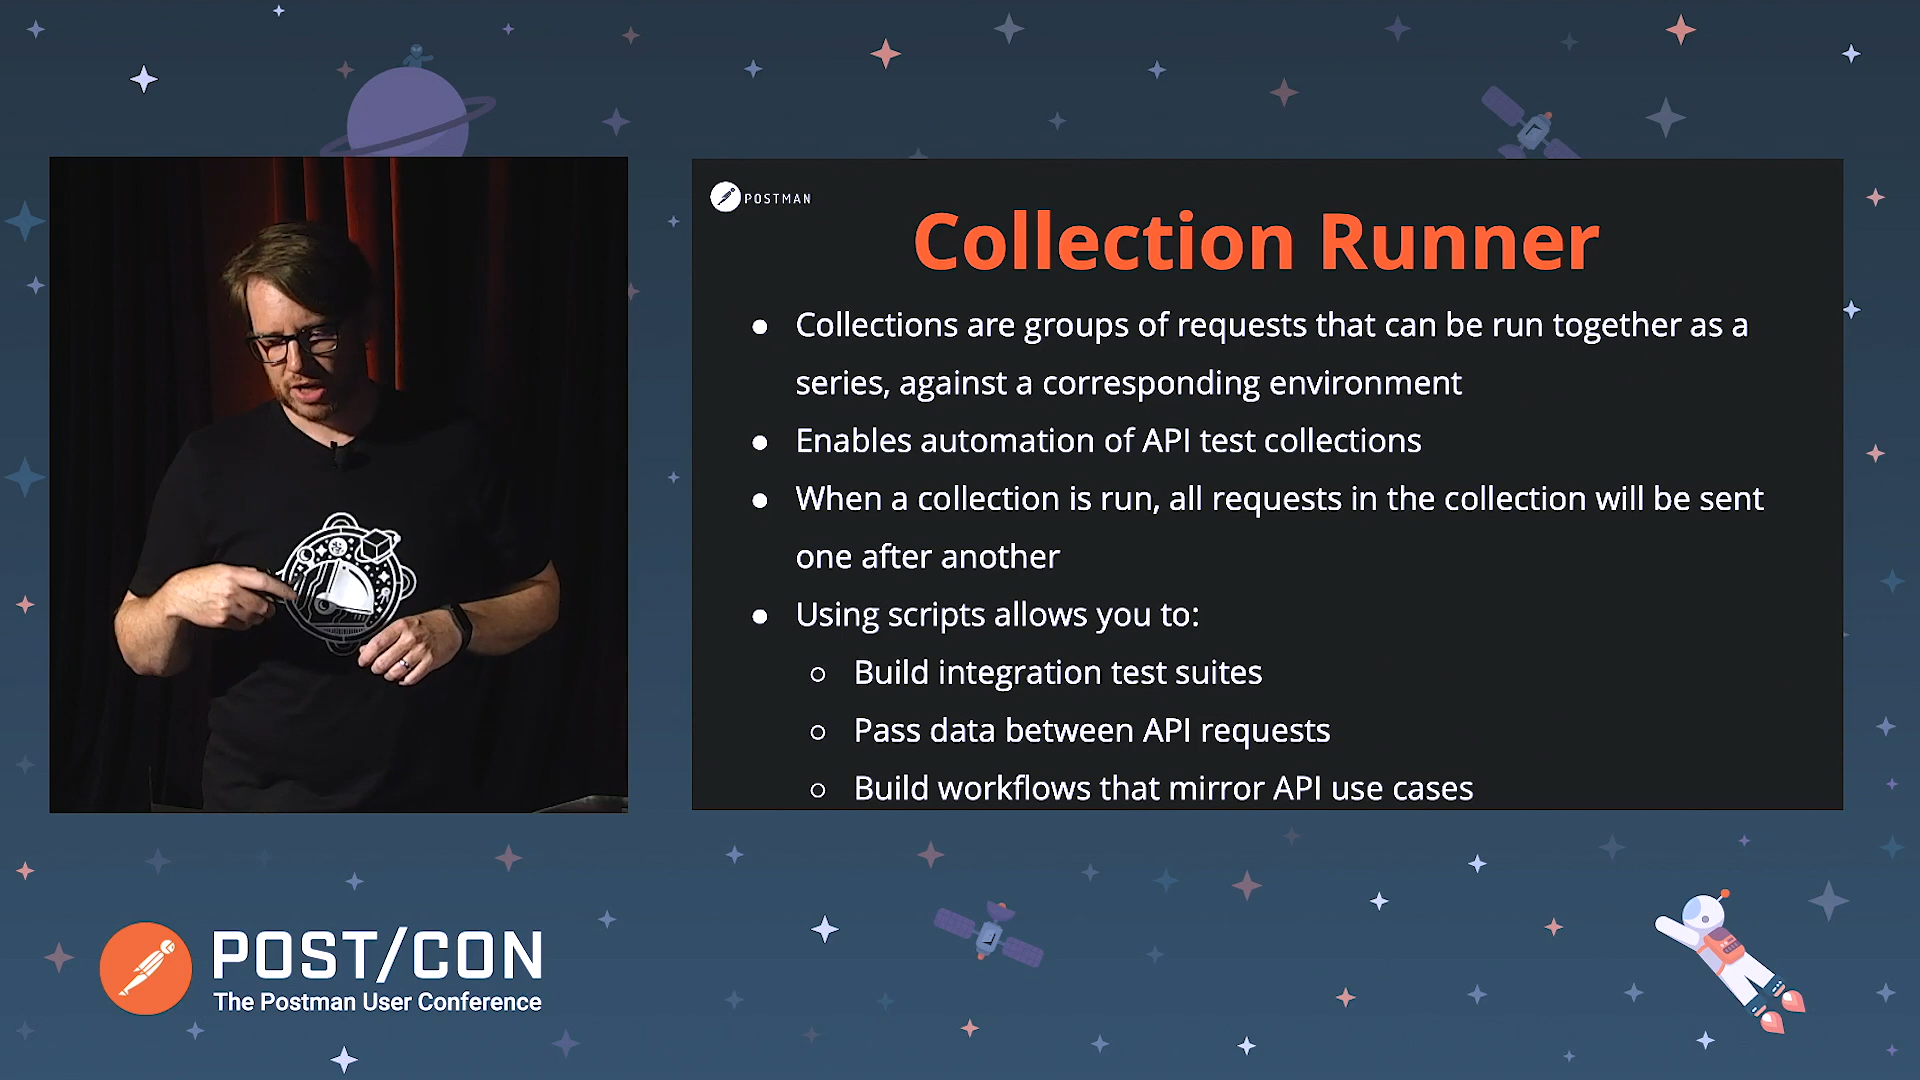 POSTMAN
Collection Runner
● Collections are groups of requests that can be run together as a
series, against a corresponding environment
● Enables automation of API test collections
● When a collection is run, all requests in the collection will be sent
one after another
● Using scripts allows you to:
○ Build integration test suites
○ Pass data between API requests
○ Build workflows that mirror API use cases
POST/CON
The Postman User Conference